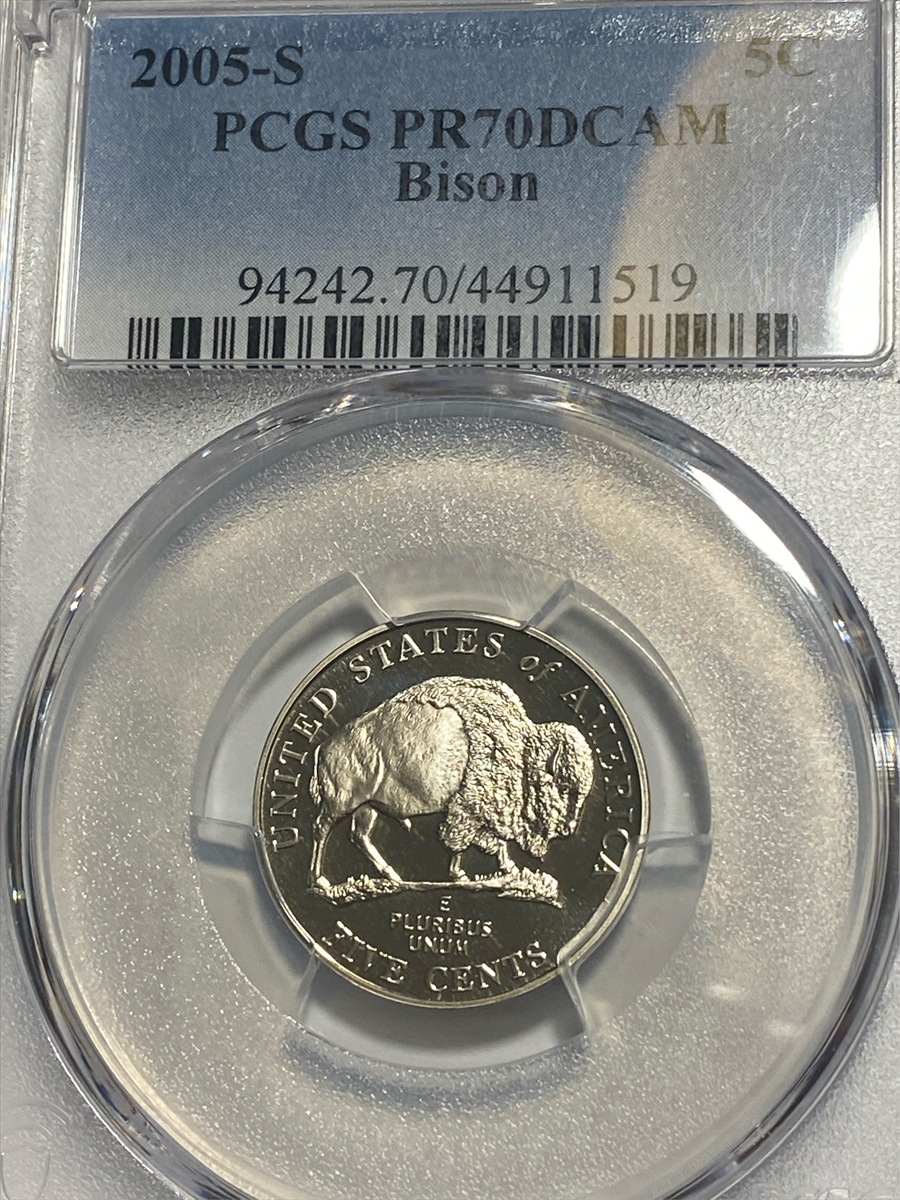 2005-S 5C
PCGS PR70DCAM
Bison
94242.70/44911519
UNITED STATES of AMERICA
E
PLURIBUS
UNUM
FIVE CENTS